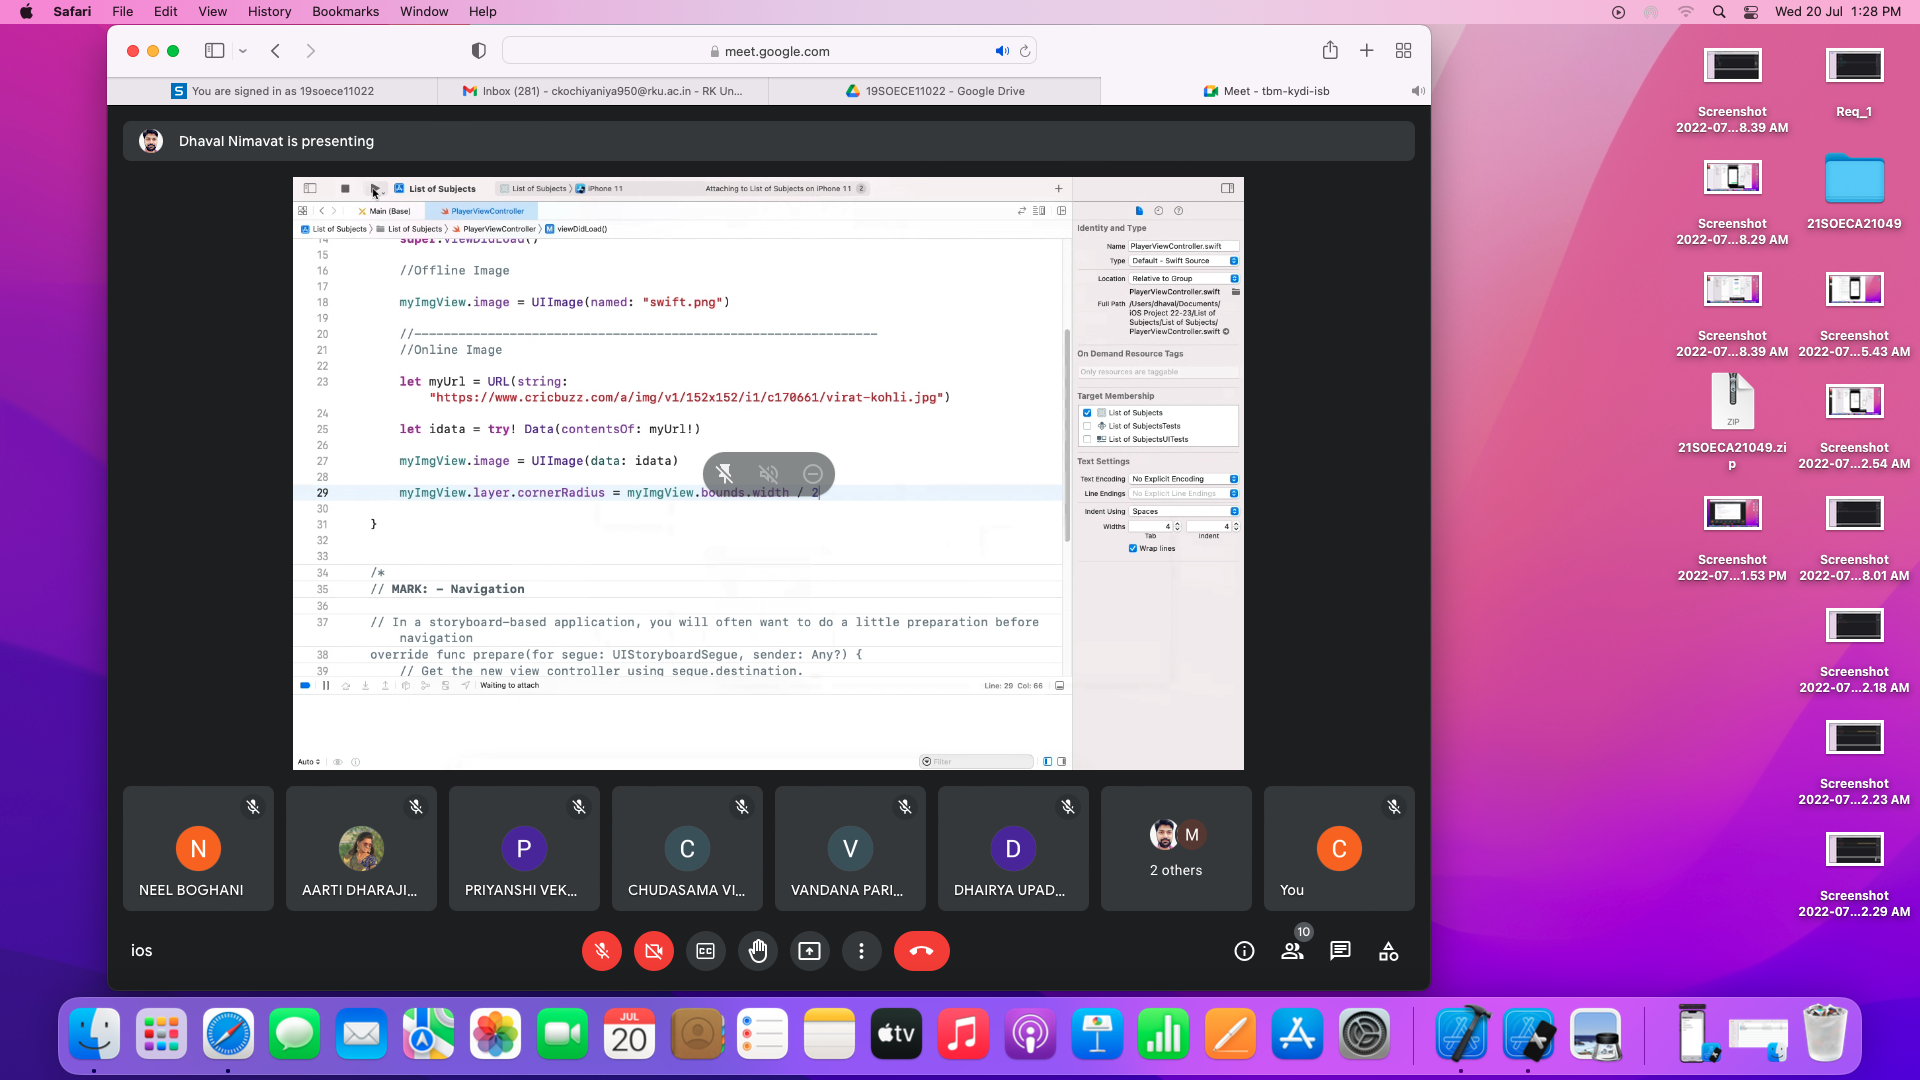 Safari File Edit View History Bookmarks Window Help Wed 20 Jul 1:28 PM
meet.google.com
You are signed in as 19soece11022
Inbox (281) - ckochiyaniya950@rku.ac.in - RK Un...
19SOECE11022 - Google Drive
Meet - tbm-kydi-isb
Dhaval Nimavat is presenting
List of Subjects
List of Subjects 〉 iPhone 11
Attaching to List of Subjects on iPhone 11 2
Main (Base)
PlayerViewController
List of Subjects 〉 List of Subjects 〉 PlayerViewController 〉 M viewDidLoad()
14 super.viewDidLoad()
15
16 //Offline Image
17
18 myImgView.image = UIImage(named: "swift.png")
19
20 //---------------------------------------------------------------
21 //Online Image
22
23 let myUrl = URL(string:
"https://www.cricbuzz.com/a/img/v1/152x152/i1/c170661/virat-kohli.jpg")
24
25 let idata = try! Data(contentsOf: myUrl!)
26
27 myImgView.image = UIImage(data: idata)
28
29 myImgView.layer.cornerRadius = myImgView.bounds.width / 2
30
31 }
32
33
34 /*
35 // MARK: - Navigation
36
37 // In a storyboard-based application, you will often want to do a little preparation before
navigation
38 override func prepare(for segue: UIStoryboardSegue, sender: Any?) {
39 // Get the new view controller using segue.destination.
Waiting to attach
Line: 29 Col: 66
Auto
Filter
Identity and Type
Name PlayerViewController.swift
Type Default - Swift Source
Location Relative to Group
PlayerViewController.swift
Full Path /Users/dhaval/Documents/
iOS Project 22-23/List of
Subjects/List of Subjects/
PlayerViewController.swift
On Demand Resource Tags
Only resources are taggable
Target Membership
List of Subjects
List of SubjectsTests
List of SubjectsUITests
Text Settings
Text Encoding No Explicit Encoding
Line Endings No Explicit Line Endings
Indent Using Spaces
Widths 4 4
Tab Indent
Wrap lines
N
NEEL BOGHANI
AARTI DHARAJI...
P
PRIYANSHI VEK...
C
CHUDASAMA VI...
V
VANDANA PARI...
D
DHAIRYA UPAD...
M
2 others
C
You
ios
CC
10
Screenshot
2022-07...8.39 AM
Req_1
Screenshot
2022-07...8.29 AM
21SOECA21049
Screenshot
2022-07...8.39 AM
Screenshot
2022-07...5.43 AM
ZIP
21SOECA21049.zi
p
Screenshot
2022-07...2.54 AM
Screenshot
2022-07...1.53 PM
Screenshot
2022-07...8.01 AM
Screenshot
2022-07...2.18 AM
Screenshot
2022-07...2.23 AM
Screenshot
2022-07...2.29 AM
JUL
20
tv